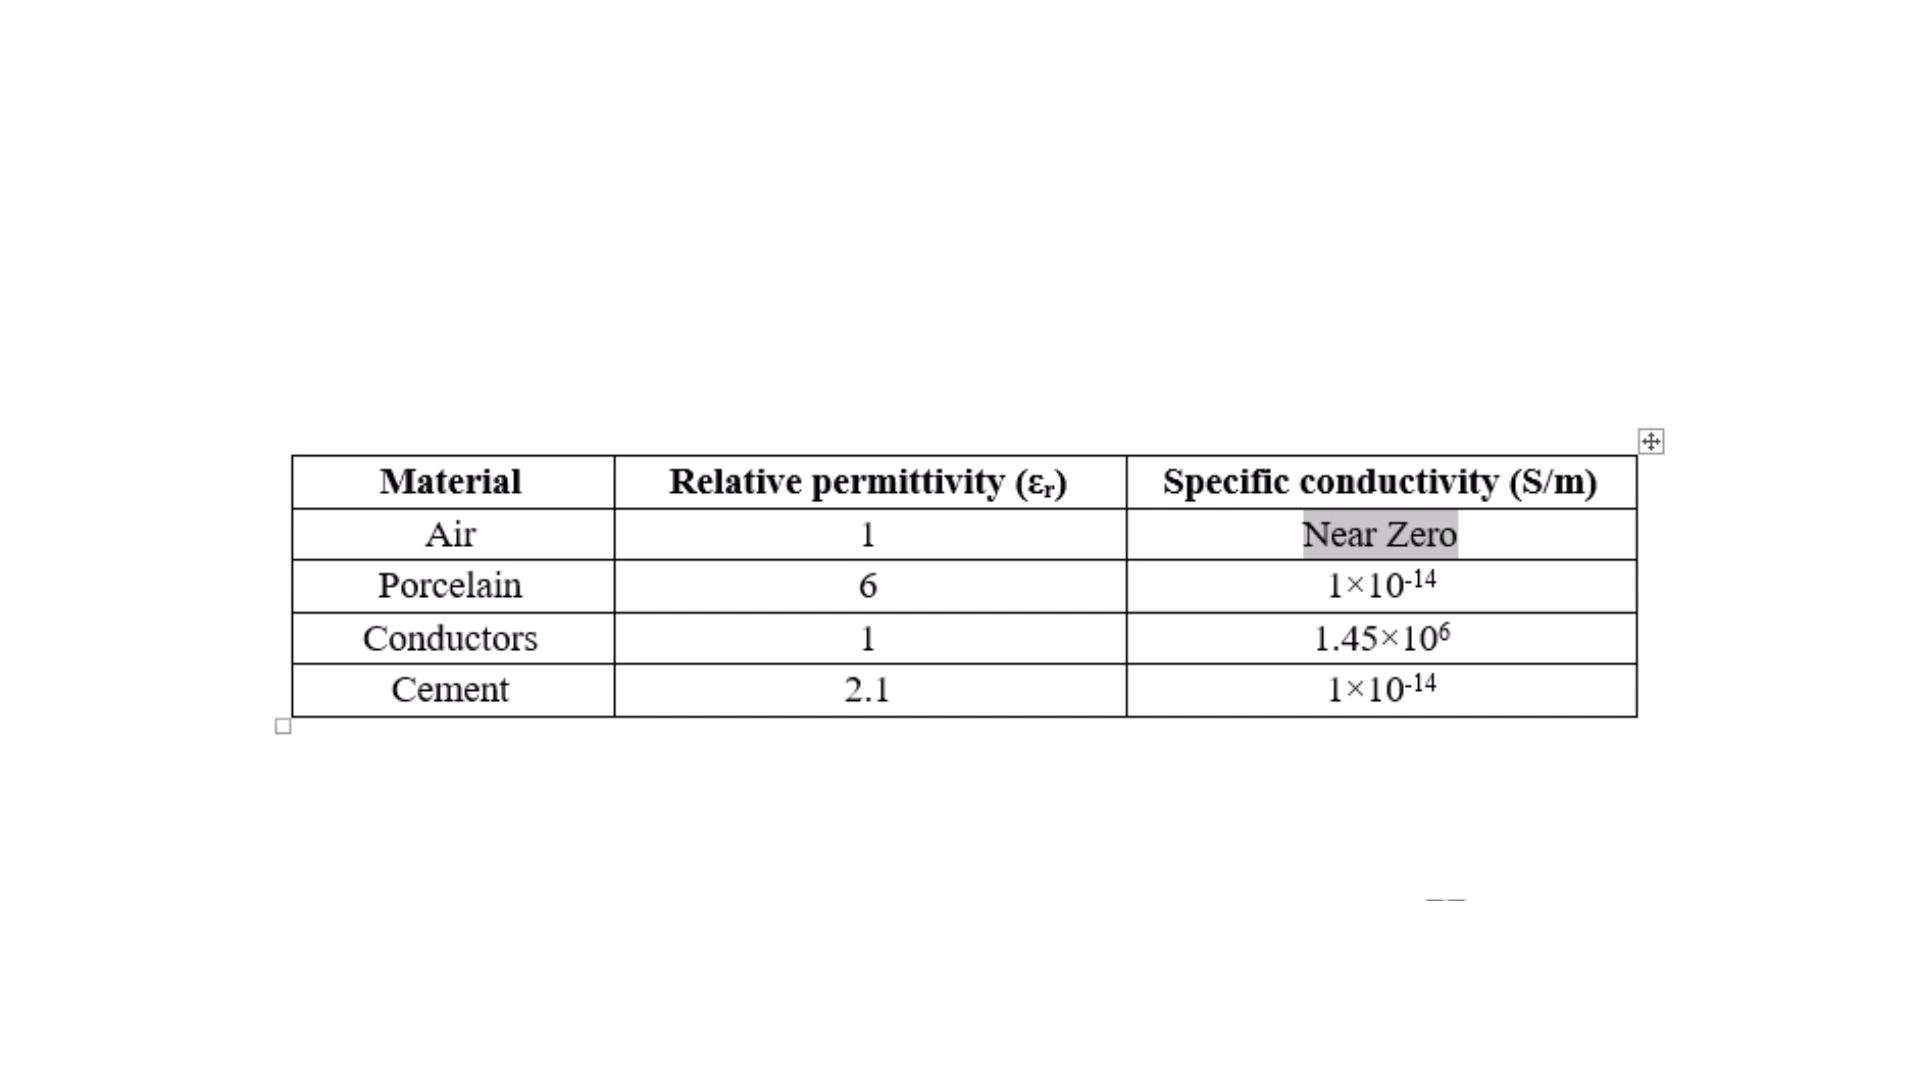 Material Relative permittivity (εᵣ) Specific conductivity (S/m)
Air 1 Near Zero
Porcelain 6 1×10⁻¹⁴
Conductors 1 1.45×10⁶
Cement 2.1 1×10⁻¹⁴